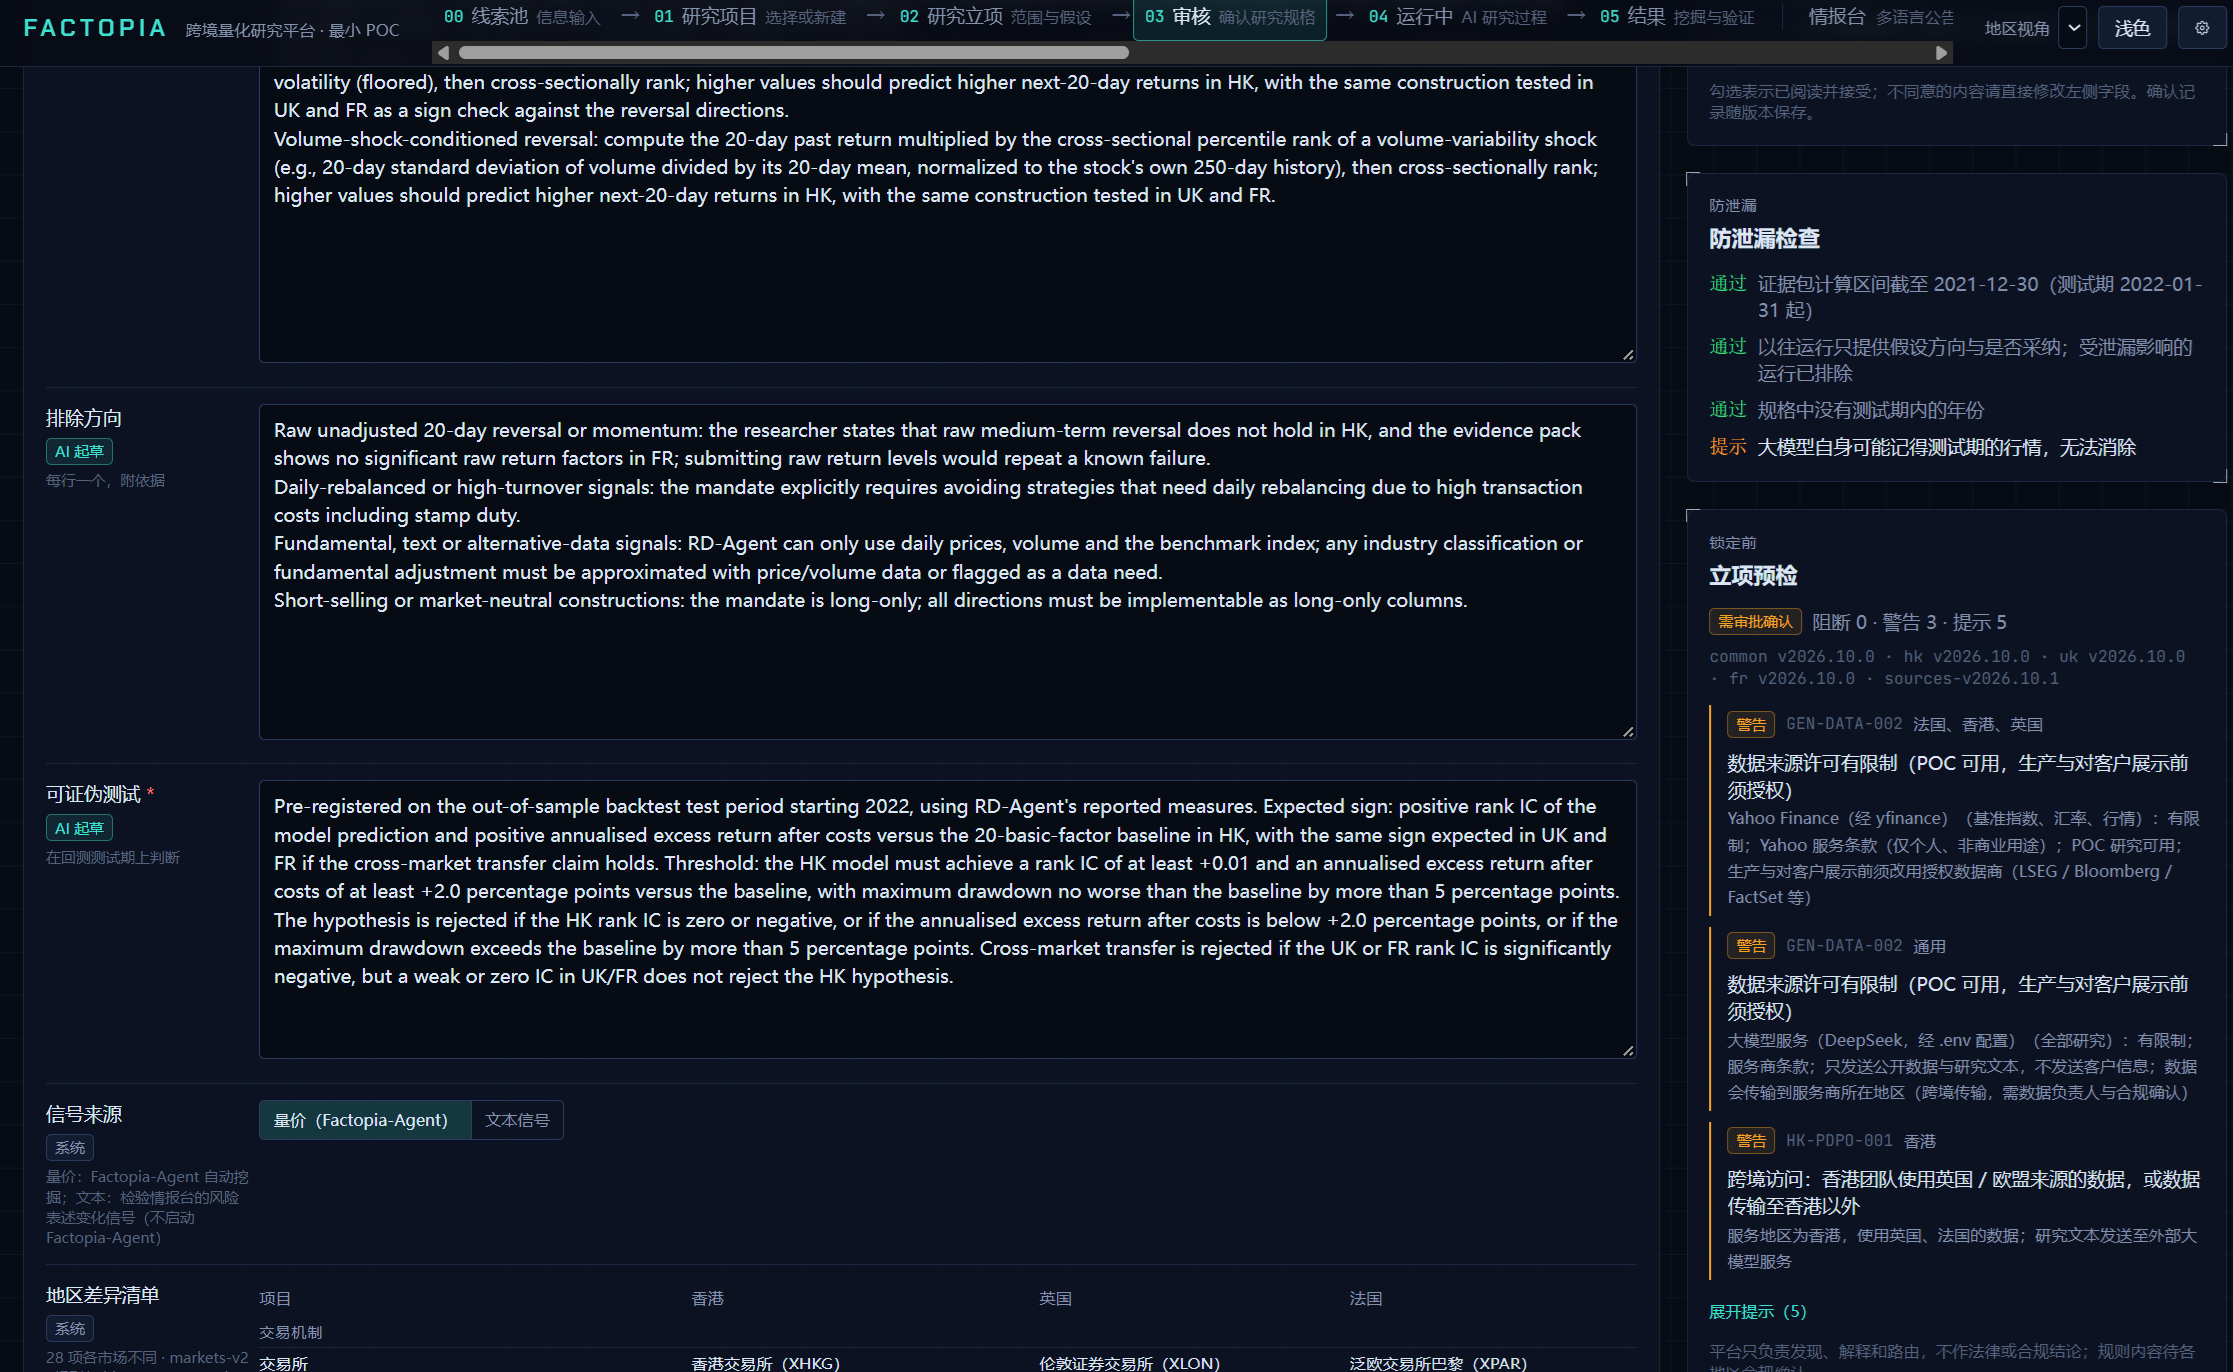 FACTOPIA 跨境量化研究平台 · 最小 POC
00 线索池 信息输入 → 01 研究项目 选择或新建 → 02 研究立项 范围与假设 → 03 审核 确认研究规格 → 04 运行中 AI 研究过程 → 05 结果 挖掘与验证 情报台 多语言公告
地区视角 浅色
volatility (floored), then cross-sectionally rank; higher values should predict higher next-20-day returns in HK, with the same construction tested in
UK and FR as a sign check against the reversal directions.
Volume-shock-conditioned reversal: compute the 20-day past return multiplied by the cross-sectional percentile rank of a volume-variability shock
(e.g., 20-day standard deviation of volume divided by its 20-day mean, normalized to the stock's own 250-day history), then cross-sectionally rank;
higher values should predict higher next-20-day returns in HK, with the same construction tested in UK and FR.
排除方向
AI 起草
每行一个，附依据
Raw unadjusted 20-day reversal or momentum: the researcher states that raw medium-term reversal does not hold in HK, and the evidence pack
shows no significant raw return factors in FR; submitting raw return levels would repeat a known failure.
Daily-rebalanced or high-turnover signals: the mandate explicitly requires avoiding strategies that need daily rebalancing due to high transaction
costs including stamp duty.
Fundamental, text or alternative-data signals: RD-Agent can only use daily prices, volume and the benchmark index; any industry classification or
fundamental adjustment must be approximated with price/volume data or flagged as a data need.
Short-selling or market-neutral constructions: the mandate is long-only; all directions must be implementable as long-only columns.
可证伪测试 *
AI 起草
在回测测试期上判断
Pre-registered on the out-of-sample backtest test period starting 2022, using RD-Agent's reported measures. Expected sign: positive rank IC of the
model prediction and positive annualised excess return after costs versus the 20-basic-factor baseline in HK, with the same sign expected in UK and
FR if the cross-market transfer claim holds. Threshold: the HK model must achieve a rank IC of at least +0.01 and an annualised excess return after
costs of at least +2.0 percentage points versus the baseline, with maximum drawdown no worse than the baseline by more than 5 percentage points.
The hypothesis is rejected if the HK rank IC is zero or negative, or if the annualised excess return after costs is below +2.0 percentage points, or if the
maximum drawdown exceeds the baseline by more than 5 percentage points. Cross-market transfer is rejected if the UK or FR rank IC is significantly
negative, but a weak or zero IC in UK/FR does not reject the HK hypothesis.
信号来源
系统
量价：Factopia-Agent 自动挖
掘；文本：检验情报台的风险
表述变化信号（不启动
Factopia-Agent）
量价（Factopia-Agent） 文本信号
地区差异清单
系统
28 项各市场不同 · markets-v2
项目 香港 英国 法国
交易机制
交易所 香港交易所（XHKG） 伦敦证券交易所（XLON） 泛欧交易所巴黎（XPAR）
勾选表示已阅读并接受；不同意的内容请直接修改左侧字段。确认记
录随版本保存。
防泄漏
防泄漏检查
通过 证据包计算区间截至 2021-12-30（测试期 2022-01-
31 起）
通过 以往运行只提供假设方向与是否采纳；受泄漏影响的
运行已排除
通过 规格中没有测试期内的年份
提示 大模型自身可能记得测试期的行情，无法消除
锁定前
立项预检
需审批确认 阻断 0 · 警告 3 · 提示 5
common v2026.10.0 · hk v2026.10.0 · uk v2026.10.0
· fr v2026.10.0 · sources-v2026.10.1
警告 GEN-DATA-002 法国、香港、英国
数据来源许可有限制（POC 可用，生产与对客户展示前
须授权）
Yahoo Finance（经 yfinance）（基准指数、汇率、行情）：有限
制；Yahoo 服务条款（仅个人、非商业用途）；POC 研究可用；
生产与对客户展示前须改用授权数据商（LSEG / Bloomberg /
FactSet 等）
警告 GEN-DATA-002 通用
数据来源许可有限制（POC 可用，生产与对客户展示前
须授权）
大模型服务（DeepSeek，经 .env 配置）（全部研究）：有限制；
服务商条款；只发送公开数据与研究文本，不发送客户信息；数据
会传输到服务商所在地区（跨境传输，需数据负责人与合规确认）
警告 HK-PDPO-001 香港
跨境访问：香港团队使用英国 / 欧盟来源的数据，或数据
传输至香港以外
服务地区为香港，使用英国、法国的数据；研究文本发送至外部大
模型服务
展开提示（5）
平台只负责发现、解释和路由，不作法律或合规结论；规则内容待各